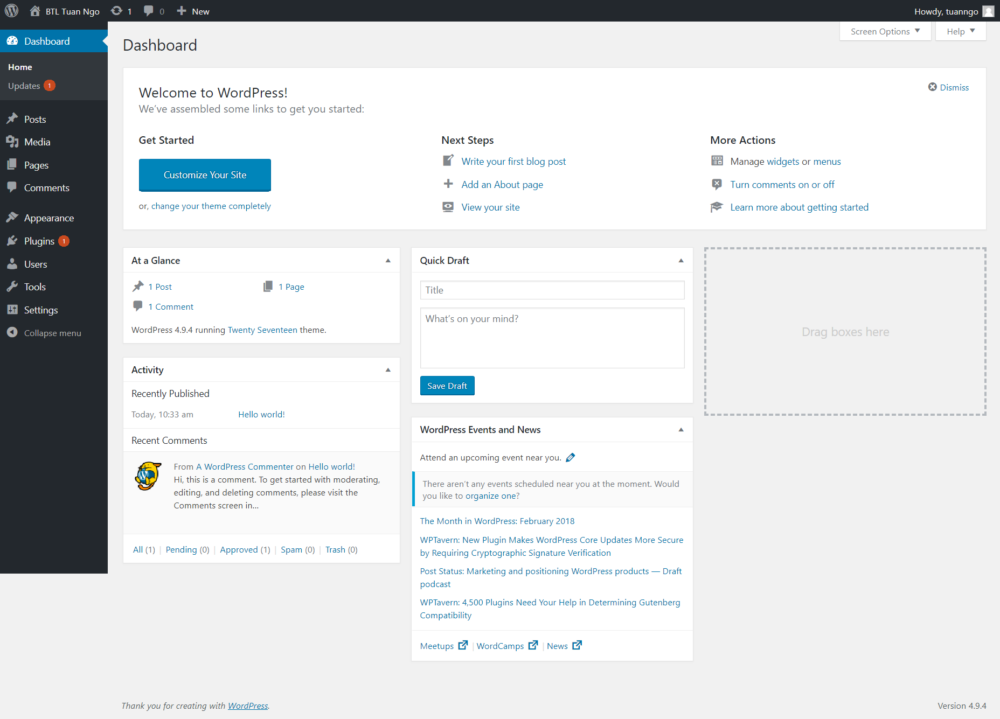 BTL Tuan Ngo 1 0 New Howdy, tuanngo
Dashboard
Home
Updates 1
Posts
Media
Pages
Comments
Appearance
Plugins 1
Users
Tools
Settings
Collapse menu
Screen Options Help
Dashboard
Welcome to WordPress!
Dismiss
We’ve assembled some links to get you started:
Get Started
Customize Your Site
or, change your theme completely
Next Steps
Write your first blog post
Add an About page
View your site
More Actions
Manage widgets or menus
Turn comments on or off
Learn more about getting started
At a Glance
1 Post 1 Page
1 Comment
WordPress 4.9.4 running Twenty Seventeen theme.
Activity
Recently Published
Today, 10:33 am Hello world!
Recent Comments
From A WordPress Commenter on Hello world!
Hi, this is a comment. To get started with moderating,
editing, and deleting comments, please visit the
Comments screen in…
All (1) | Pending (0) | Approved (1) | Spam (0) | Trash (0)
Quick Draft
Title
What’s on your mind?
Save Draft
WordPress Events and News
Attend an upcoming event near you.
There aren’t any events scheduled near you at the moment. Would
you like to organize one?
The Month in WordPress: February 2018
WPTavern: New Plugin Makes WordPress Core Updates More Secure
by Requiring Cryptographic Signature Verification
Post Status: Marketing and positioning WordPress products — Draft
podcast
WPTavern: 4,500 Plugins Need Your Help in Determining Gutenberg
Compatibility
Meetups | WordCamps | News
Drag boxes here
Thank you for creating with WordPress.
Version 4.9.4